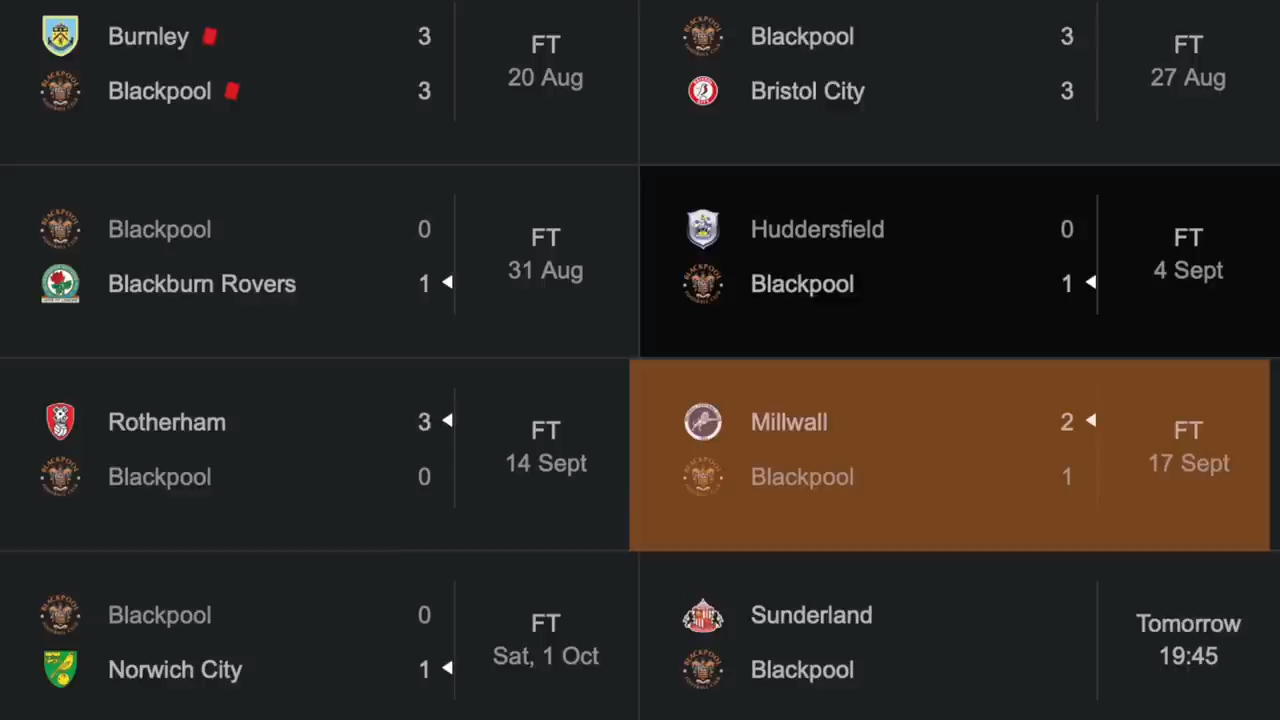 Burnley 3
FT
Blackpool 3
20 Aug
Blackpool 3
FT
Bristol City 3
27 Aug
Blackpool 0
FT
Blackburn Rovers 1
31 Aug
Huddersfield 0
FT
Blackpool 1
4 Sept
Rotherham 3
FT
Blackpool 0
14 Sept
Millwall 2
FT
Blackpool 1
17 Sept
Blackpool 0
FT
Norwich City 1
Sat, 1 Oct
Sunderland
Tomorrow
Blackpool
19:45